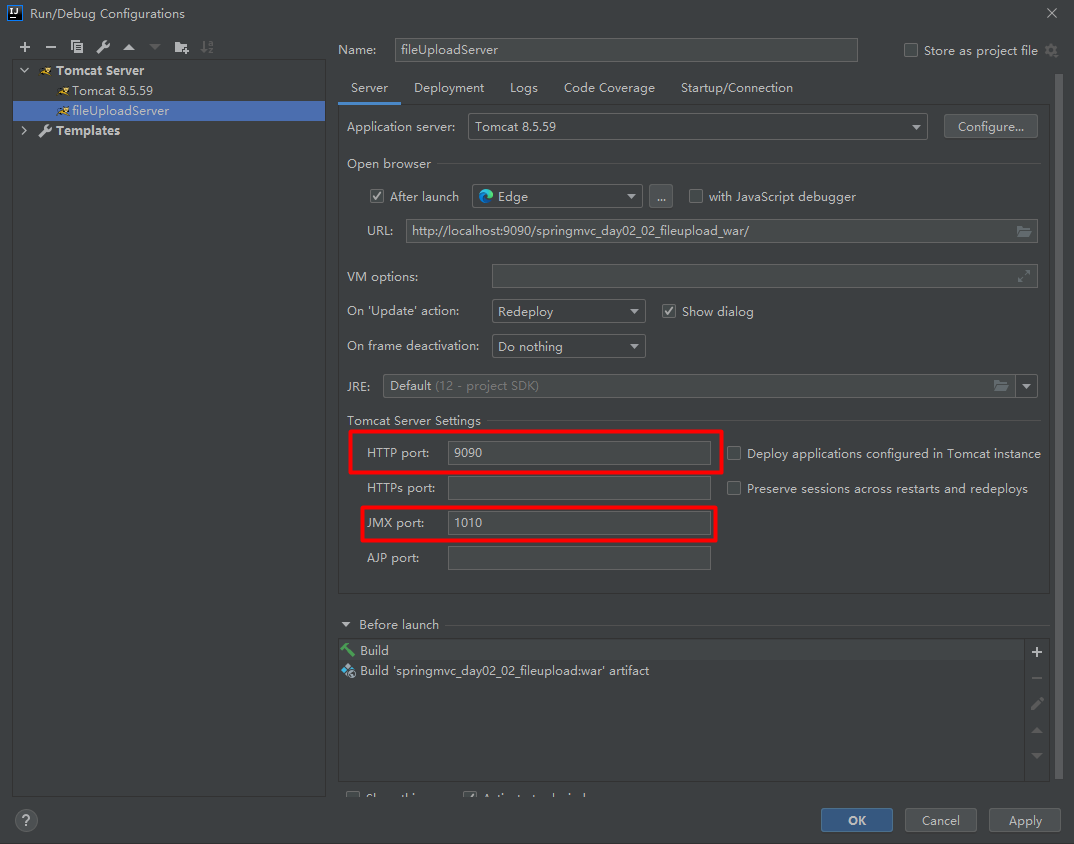 Run/Debug Configurations
Name: fileUploadServer Store as project file
Tomcat Server
Tomcat 8.5.59
fileUploadServer
Templates
Server Deployment Logs Code Coverage Startup/Connection
Application server: Tomcat 8.5.59 Configure...
Open browser
After launch Edge ... with JavaScript debugger
URL: http://localhost:9090/springmvc_day02_02_fileupload_war/
VM options:
On 'Update' action: Redeploy Show dialog
On frame deactivation: Do nothing
JRE: Default (12 - project SDK)
Tomcat Server Settings
HTTP port: 9090 Deploy applications configured in Tomcat instance
HTTPs port: Preserve sessions across restarts and redeploys
JMX port: 1010
AJP port:
Before launch
Build
Build 'springmvc_day02_02_fileupload:war' artifact
? OK Cancel Apply